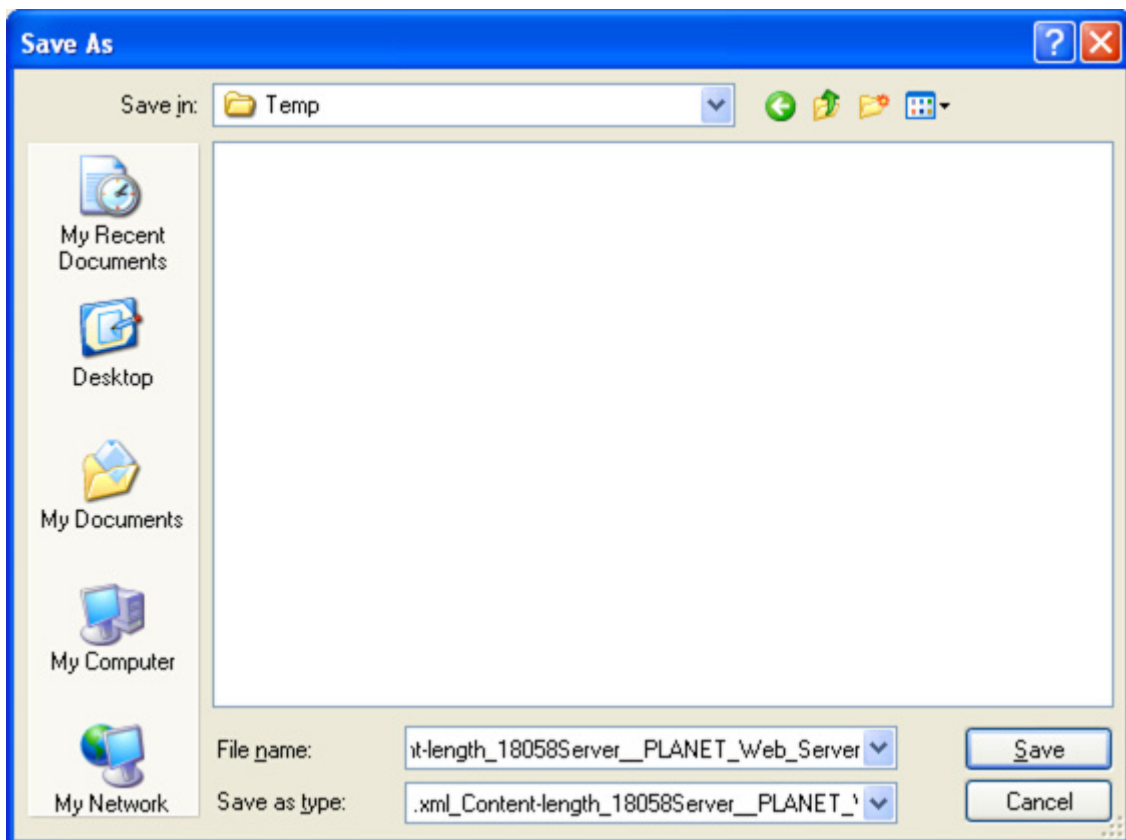 Save As
Save in: Temp
My Recent
Documents
Desktop
My Documents
My Computer
My Network
File name: nt-length_18058Server__PLANET_Web_Server
Save as type: .xml_Content-length_18058Server__PLANET_
Save
Cancel